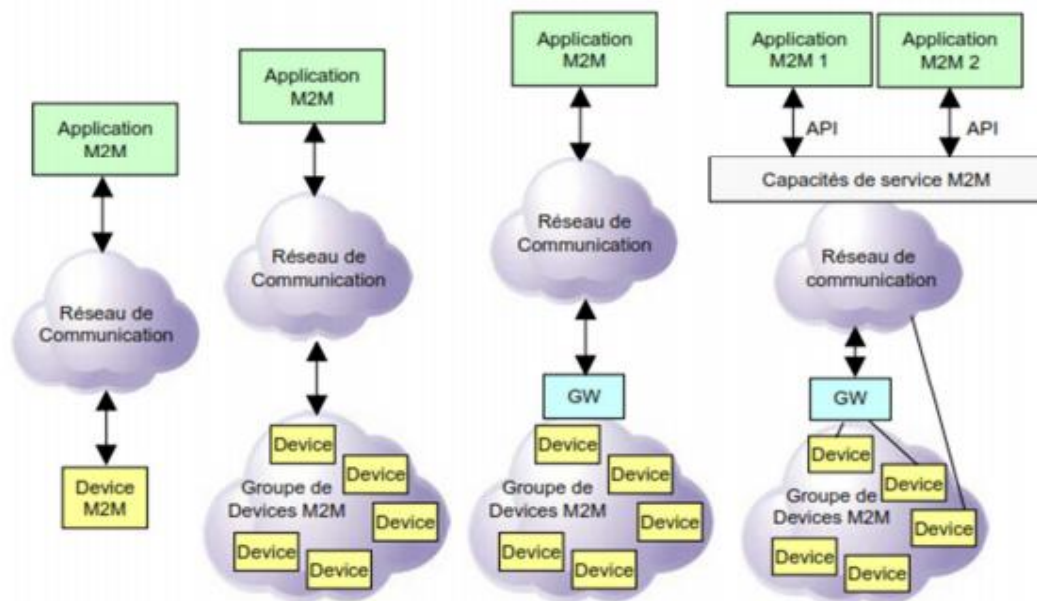 Application
M2M
Réseau de
Communication
Device
M2M
Application
M2M
Réseau de
Communication
Device
Device
Groupe de
Devices M2M
Device
Device
Device
Application
M2M
Réseau de
Communication
GW
Device
Device
Groupe de
Devices M2M
Device
Device
Device
Application
M2M 1
Application
M2M 2
API
API
Capacités de service M2M
Réseau de
communication
GW
Device
Device
Groupe de
Devices M2M
Device
Device
Device